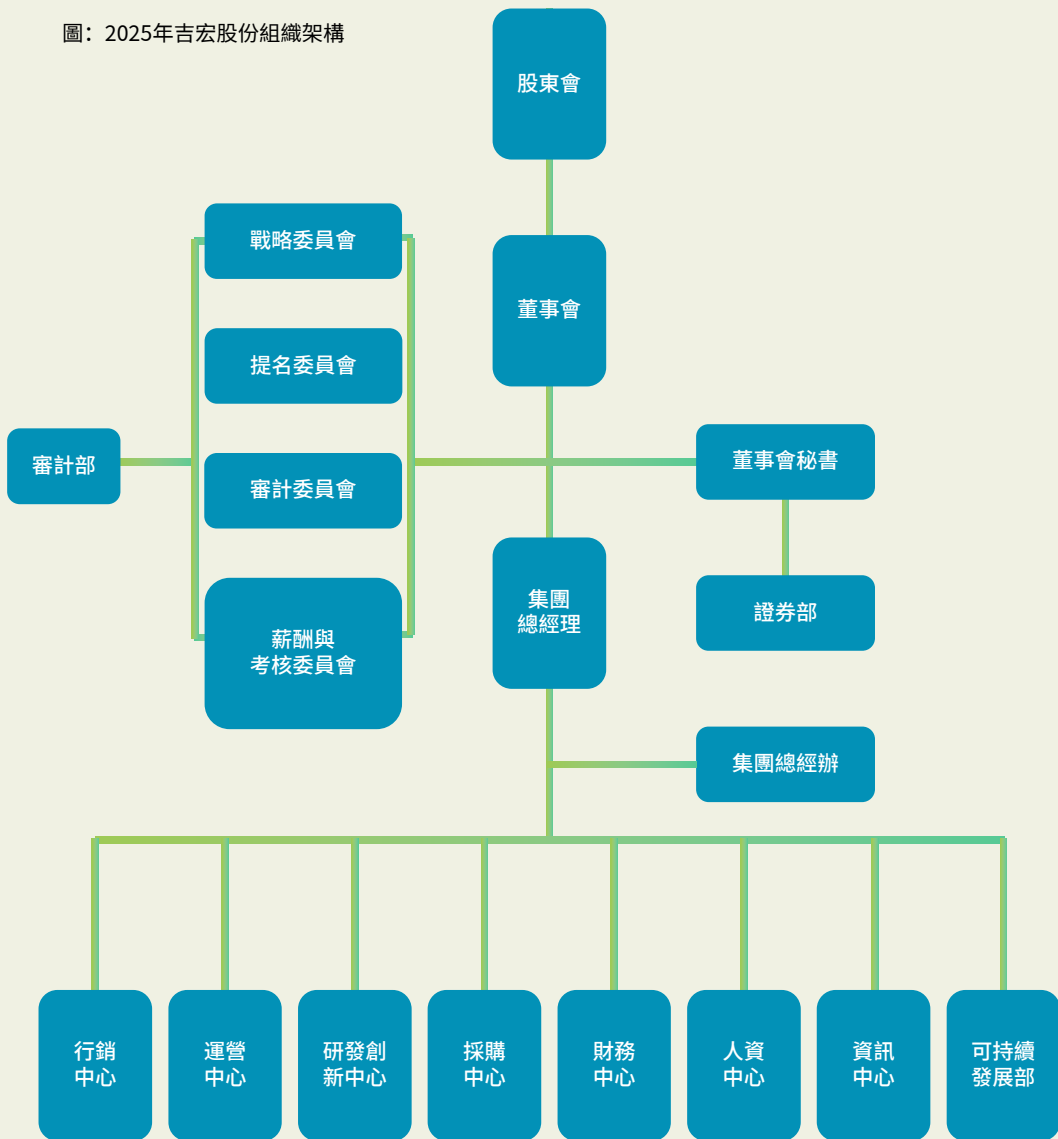 圖：2025年吉宏股份組織架構
股東會
董事會
戰略委員會
提名委員會
審計委員會
薪酬與
考核委員會
審計部
董事會秘書
證券部
集團
總經理
集團總經辦
行銷
中心
運營
中心
研發創
新中心
採購
中心
財務
中心
人資
中心
資訊
中心
可持續
發展部